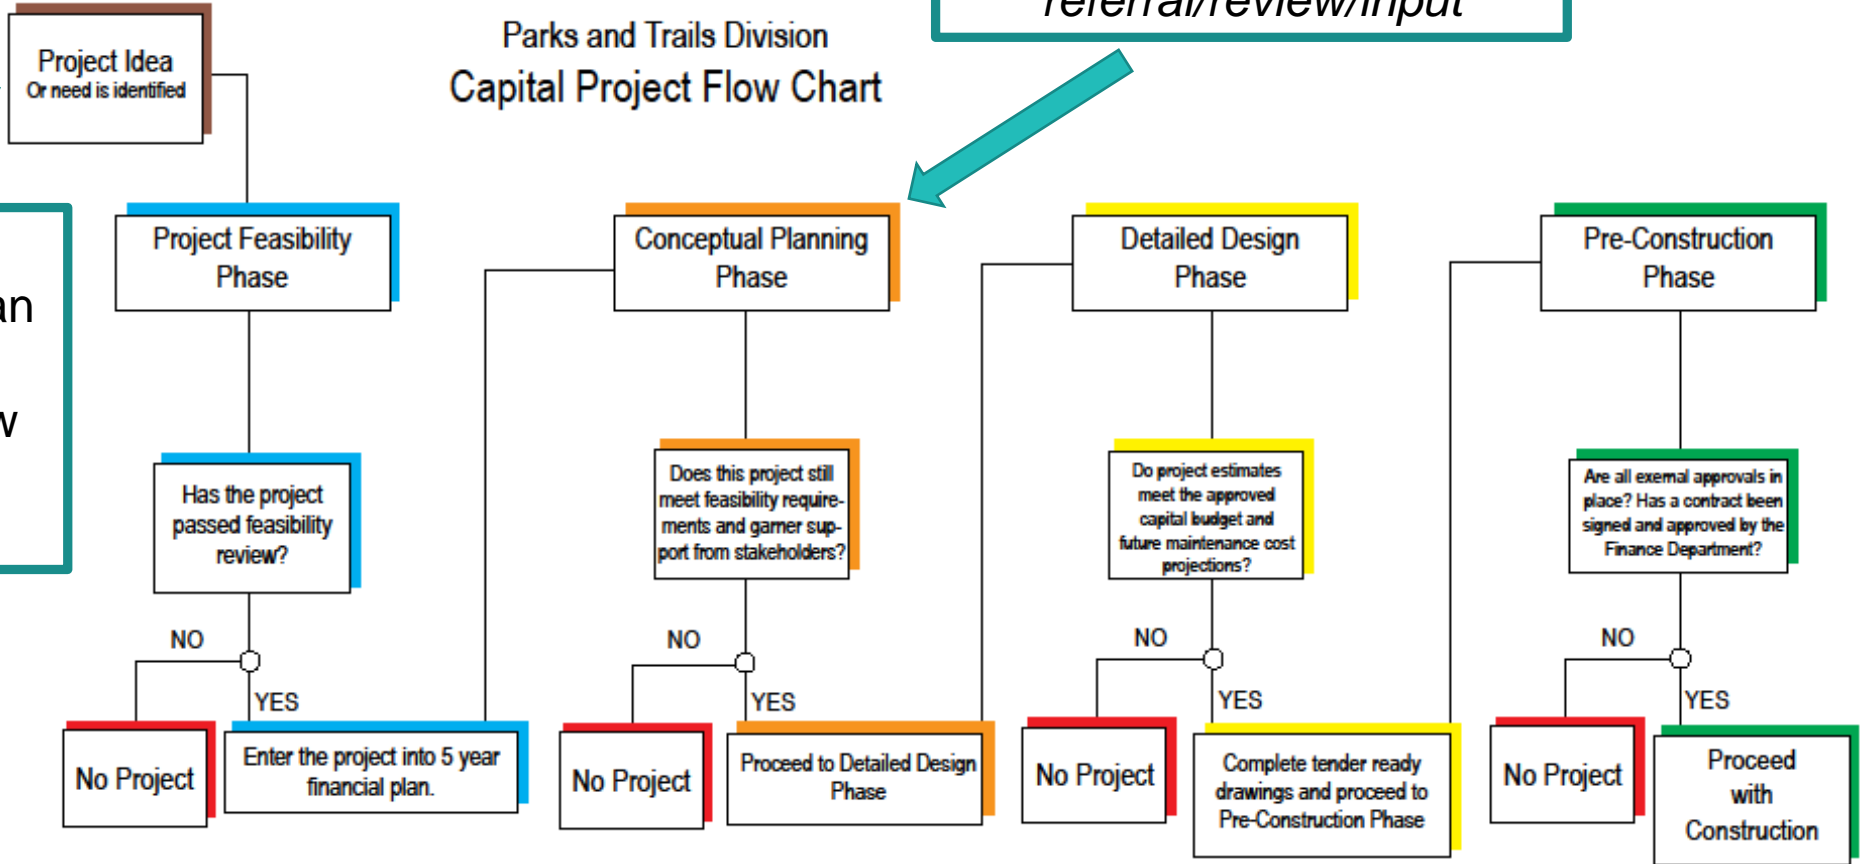 referral/review/input
Parks and Trails Division
Capital Project Flow Chart
Project Idea
Or need is identified
an
w
Project Feasibility
Phase
Conceptual Planning
Phase
Detailed Design
Phase
Pre-Construction
Phase
Has the project
passed feasibility
review?
Does this project still
meet feasibility require-
ments and garner sup-
port from stakeholders?
Do project estimates
meet the approved
capital budget and
future maintenance cost
projections?
Are all exernal approvals in
place? Has a contract been
signed and approved by the
Finance Department?
NO
YES
NO
YES
NO
YES
NO
YES
No Project
Enter the project into 5 year
financial plan.
No Project
Proceed to Detailed Design
Phase
No Project
Complete tender ready
drawings and proceed to
Pre-Construction Phase
No Project
Proceed
with
Construction